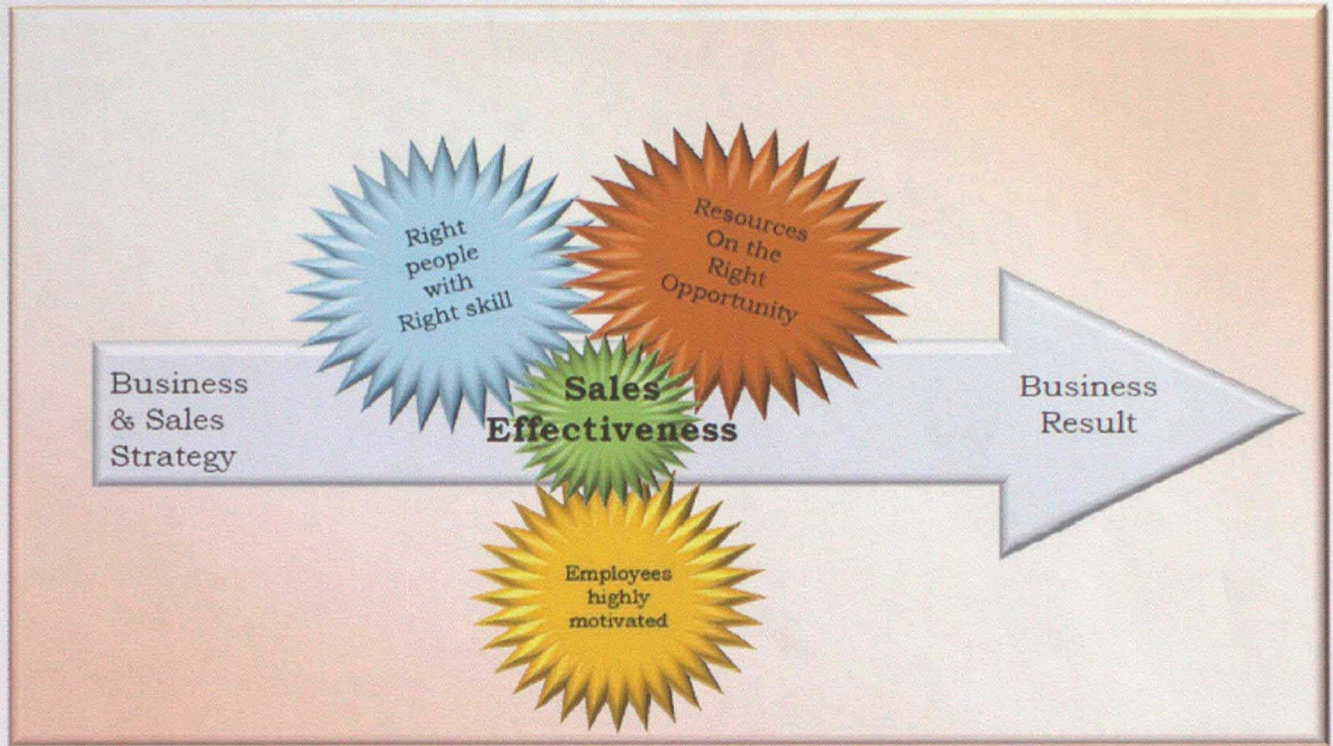 Business
& Sales
Strategy
Right
people
with
Right skill
Resources
On the
Right
Opportunity
Sales
Effectiveness
Employees
highly
motivated
Business
Result